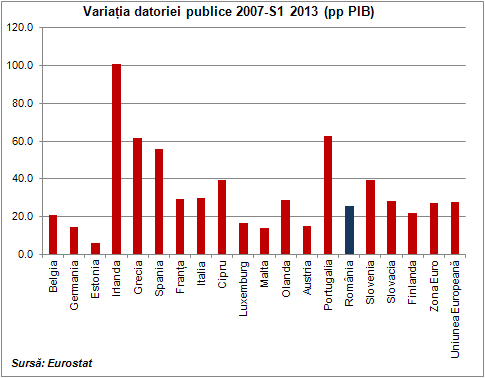 Variația datoriei publice 2007-S1 2013 (pp PIB)
120.0
100.0
80.0
60.0
40.0
20.0
0.0
Belgia
Germania
Estonia
Irlanda
Grecia
Spania
Franța
Italia
Cipru
Luxemburg
Malta
Olanda
Austria
Portugalia
România
Slovenia
Slovacia
Finlanda
Zona Euro
Uniunea Europeană
Sursă: Eurostat